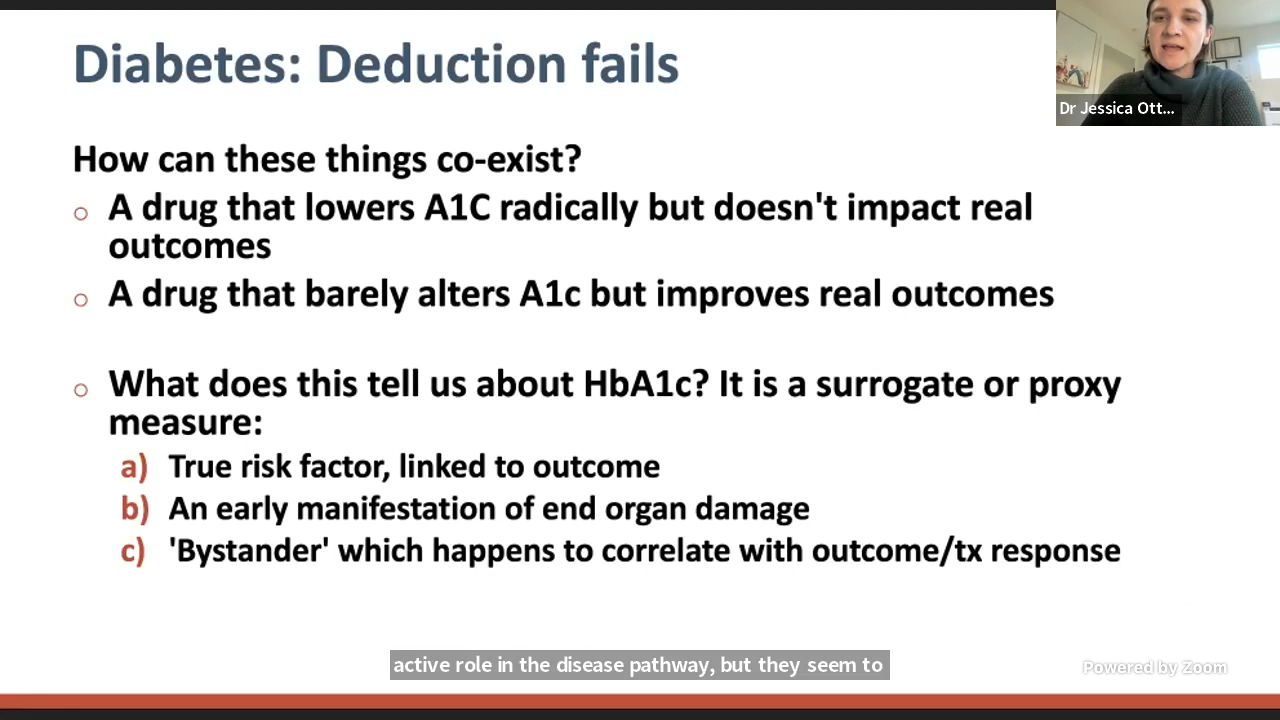 Diabetes: Deduction fails
Dr Jessica Ott...
How can these things co-exist?
○ A drug that lowers A1C radically but doesn't impact real
outcomes
○ A drug that barely alters A1c but improves real outcomes
○ What does this tell us about HbA1c? It is a surrogate or proxy
measure:
a) True risk factor, linked to outcome
b) An early manifestation of end organ damage
c) 'Bystander' which happens to correlate with outcome/tx response
active role in the disease pathway, but they seem to
Powered by Zoom